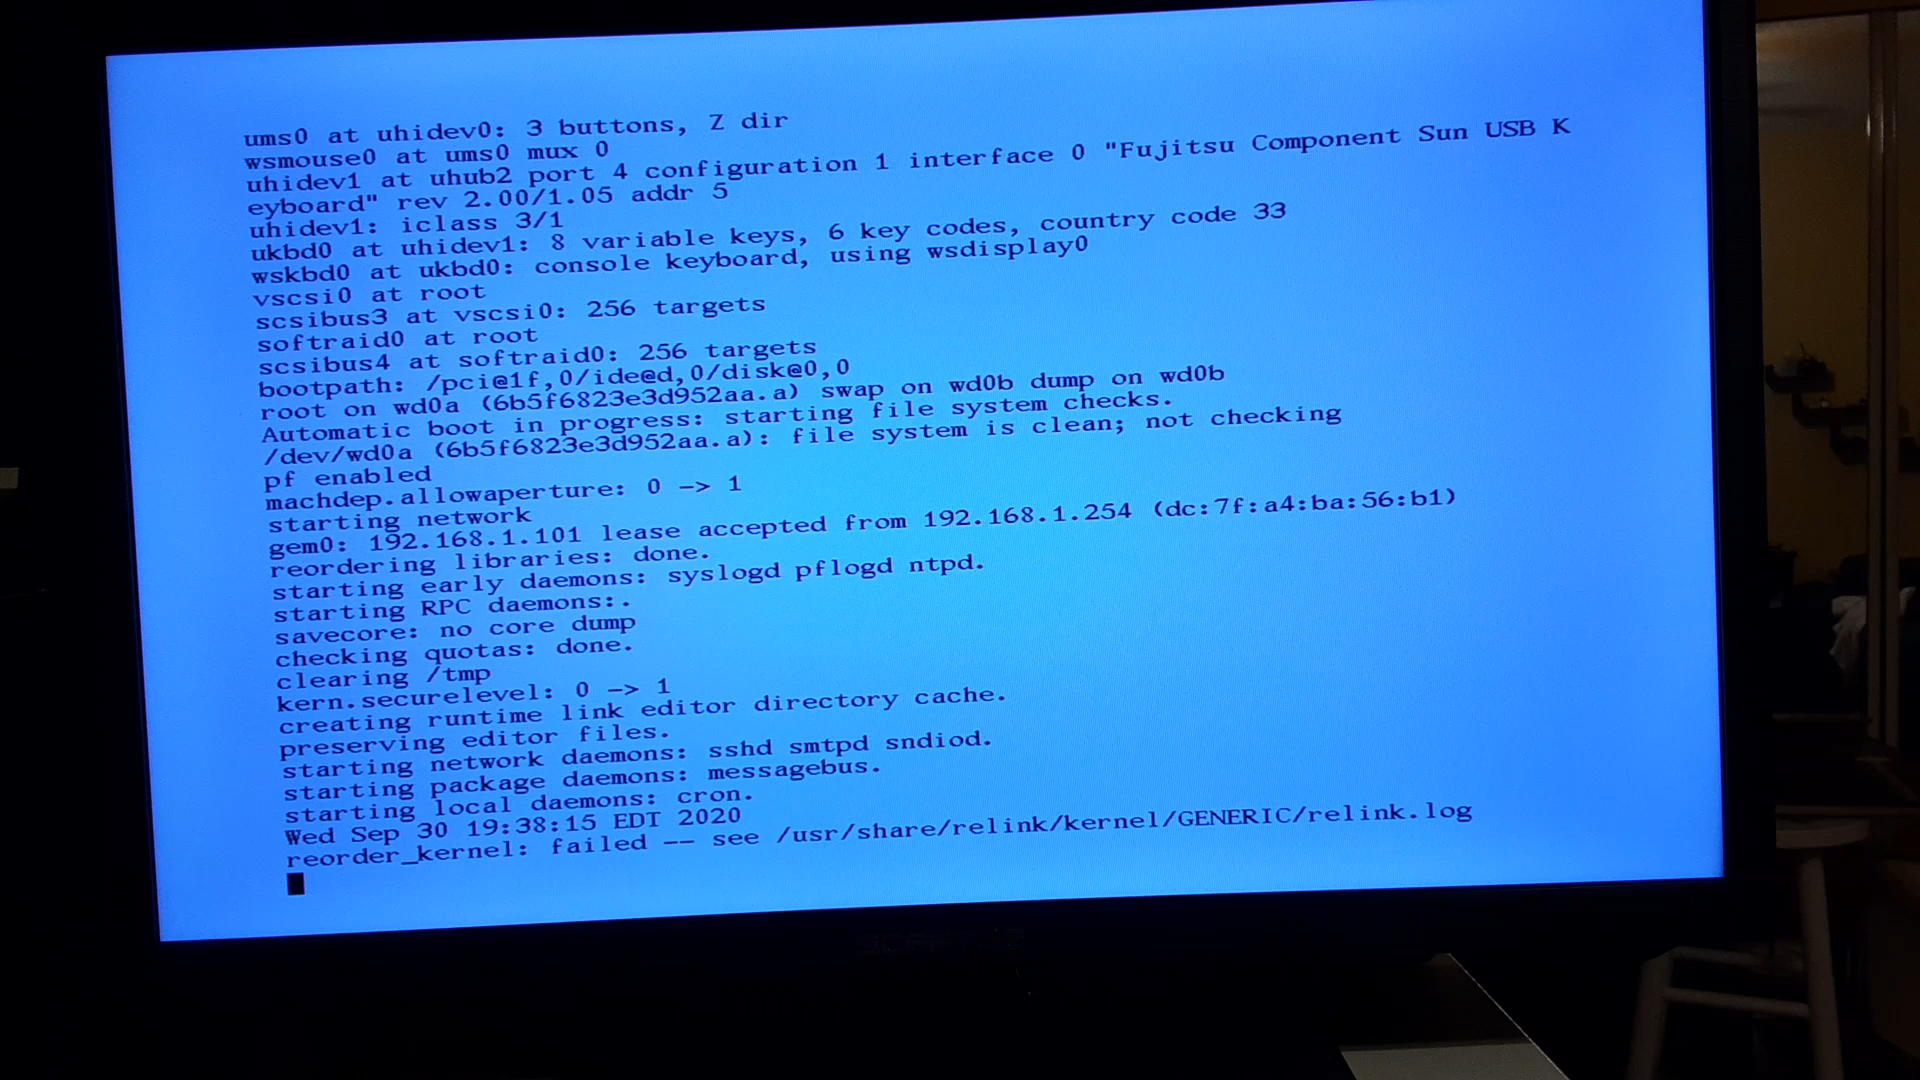 ums0 at uhidev0: 3 buttons, Z dir
wsmouse0 at ums0 mux 0
uhidev1 at uhub2 port 4 configuration 1 interface 0 "Fujitsu Component Sun USB K
eyboard" rev 2.00/1.05 addr 5
uhidev1: iclass 3/1
ukbd0 at uhidev1: 8 variable keys, 6 key codes, country code 33
wskbd0 at ukbd0: console keyboard, using wsdisplay0
vscsi0 at root
scsibus3 at vscsi0: 256 targets
softraid0 at root
scsibus4 at softraid0: 256 targets
bootpath: /pci@1f,0/ide@d,0/disk@0,0
root on wd0a (6b5f6823e3d952aa.a) swap on wd0b dump on wd0b
Automatic boot in progress: starting file system checks.
/dev/wd0a (6b5f6823e3d952aa.a): file system is clean; not checking
pf enabled
machdep.allowaperture: 0 -> 1
starting network
gem0: 192.168.1.101 lease accepted from 192.168.1.254 (dc:7f:a4:ba:56:b1)
reordering libraries: done.
starting early daemons: syslogd pflogd ntpd.
starting RPC daemons:.
savecore: no core dump
checking quotas: done.
clearing /tmp
kern.securelevel: 0 -> 1
creating runtime link editor directory cache.
preserving editor files.
starting network daemons: sshd smtpd sndiod.
starting package daemons: messagebus.
starting local daemons: cron.
Wed Sep 30 19:38:15 EDT 2020
reorder_kernel: failed -- see /usr/share/relink/kernel/GENERIC/relink.log